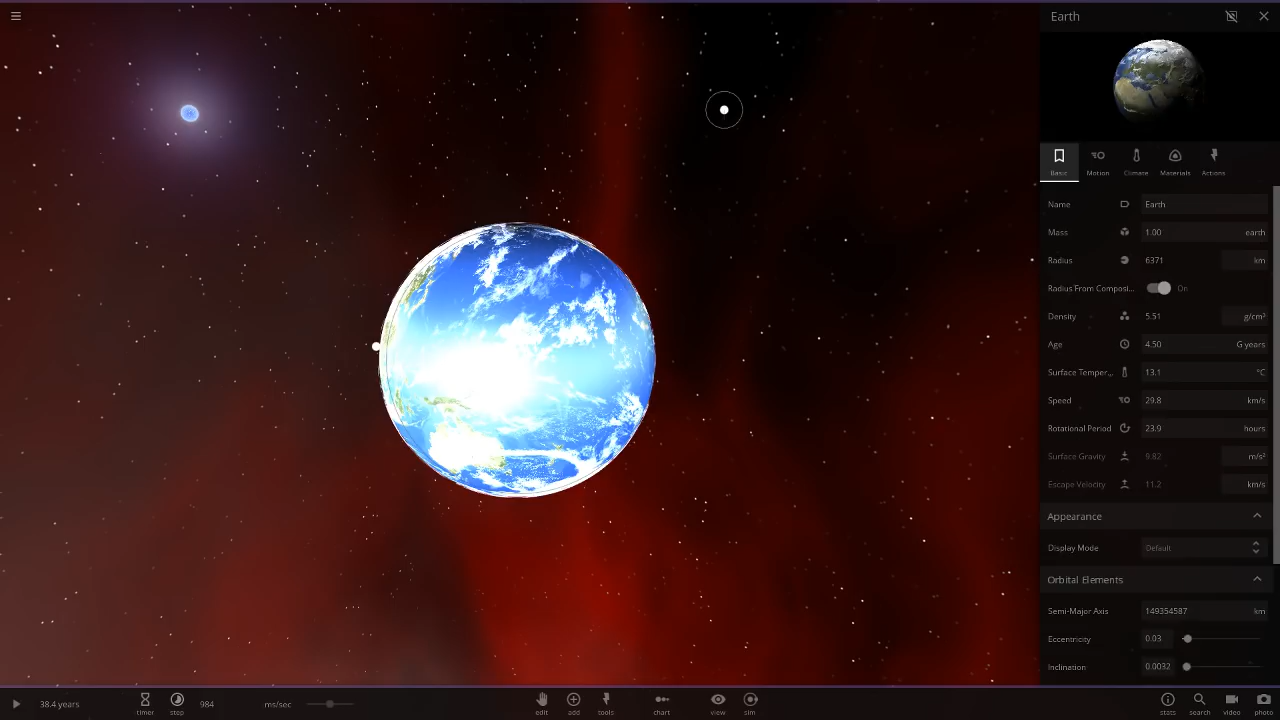 Earth
Basic Motion Climate Materials Actions
Name Earth
Mass 1.00 earth
Radius 6371 km
Radius From Composi... On
Density 5.51 g/cm³
Age 4.50 G years
Surface Temper... 13.1 °C
Speed 29.8 km/s
Rotational Period 23.9 hours
Surface Gravity 9.82 m/s²
Escape Velocity 11.2 km/s
Appearance
Display Mode Default
Orbital Elements
Semi-Major Axis 149354587 km
Eccentricity 0.03
Inclination 0.0032
38.4 years timer step 984 ms/sec edit add tools chart view sim stats search video photo